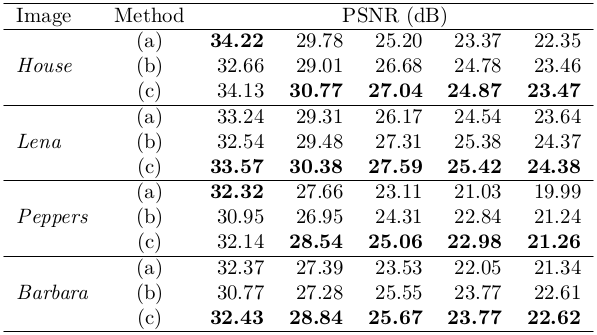 Image Method PSNR (dB)
(a) 34.22 29.78 25.20 23.37 22.35
House (b) 32.66 29.01 26.68 24.78 23.46
(c) 34.13 30.77 27.04 24.87 23.47
(a) 33.24 29.31 26.17 24.54 23.64
Lena (b) 32.54 29.48 27.31 25.38 24.37
(c) 33.57 30.38 27.59 25.42 24.38
(a) 32.32 27.66 23.11 21.03 19.99
Peppers (b) 30.95 26.95 24.31 22.84 21.24
(c) 32.14 28.54 25.06 22.98 21.26
(a) 32.37 27.39 23.53 22.05 21.34
Barbara (b) 30.77 27.28 25.55 23.77 22.61
(c) 32.43 28.84 25.67 23.77 22.62